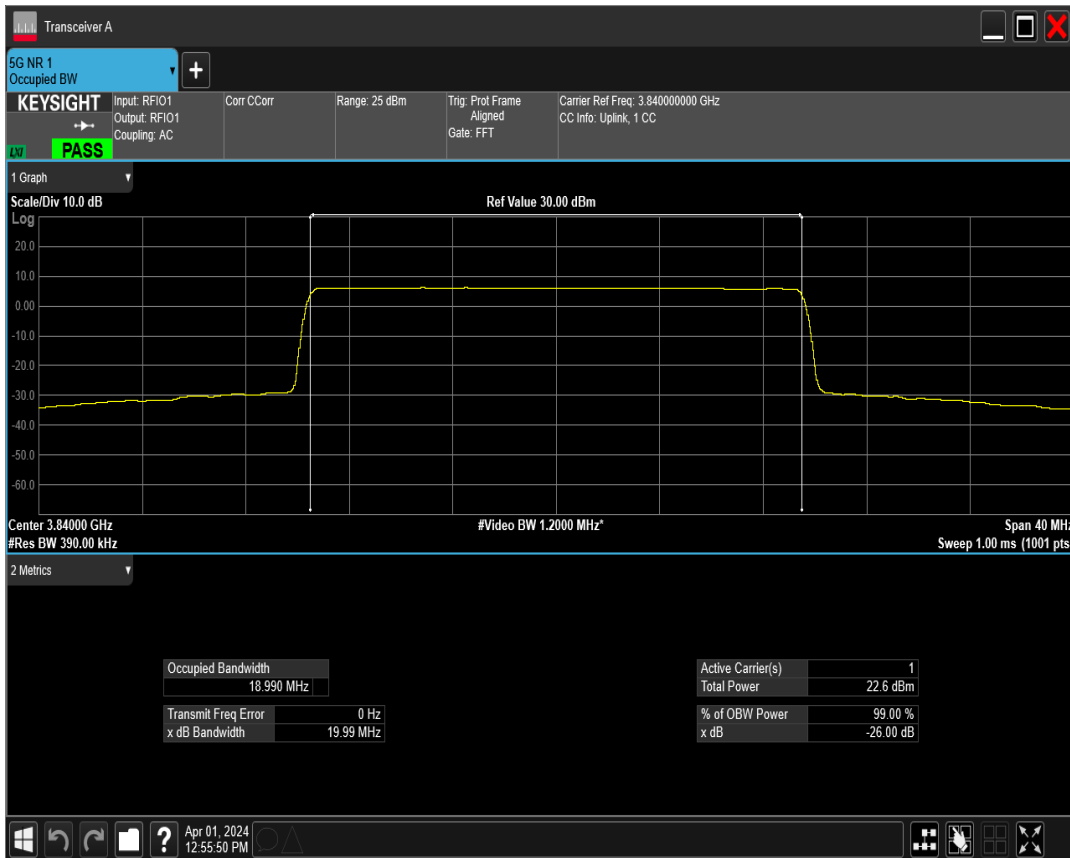 Transceiver A
5G NR 1
Occupied BW
+
KEYSIGHT
LXI
PASS
Input: RFIO1
Output: RFIO1
Coupling: AC
Corr CCorr
Range: 25 dBm
Trig: Prot Frame
Aligned
Gate: FFT
Carrier Ref Freq: 3.840000000 GHz
CC Info: Uplink, 1 CC
1 Graph
Scale/Div 10.0 dB
Ref Value 30.00 dBm
Log
20.0
10.0
0.00
-10.0
-20.0
-30.0
-40.0
-50.0
-60.0
Center 3.84000 GHz
#Video BW 1.2000 MHz*
Span 40 MHz
#Res BW 390.00 kHz
Sweep 1.00 ms (1001 pts
2 Metrics
Occupied Bandwidth
18.990 MHz
Transmit Freq Error 0 Hz
x dB Bandwidth 19.99 MHz
Active Carrier(s) 1
Total Power 22.6 dBm
% of OBW Power 99.00 %
x dB -26.00 dB
?
Apr 01, 2024
12:55:50 PM